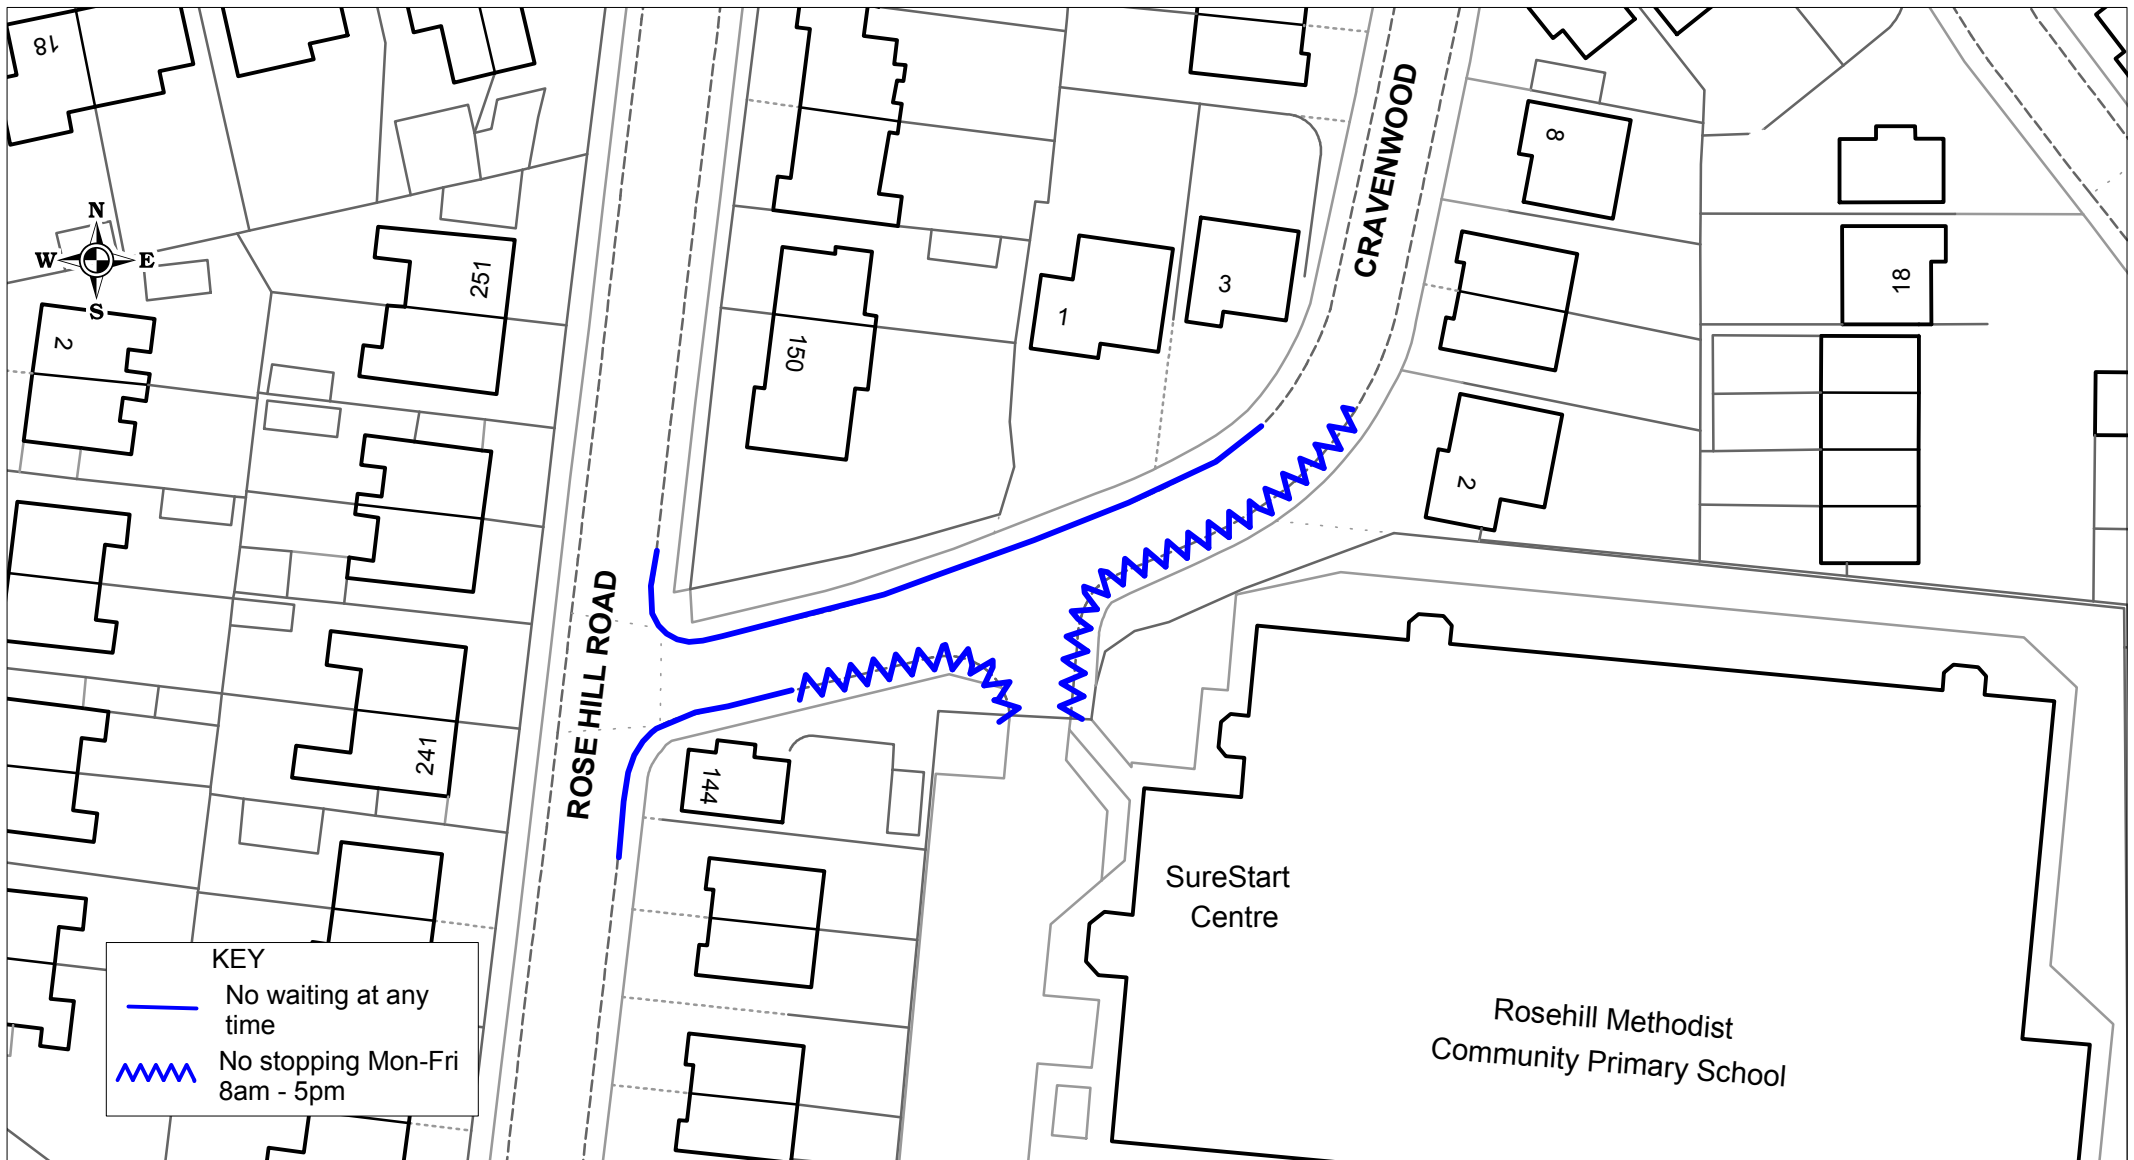 18
N
W E
S
2
251
150
1
3
CRAVENWOOD
8
18
2
ROSE HILL ROAD
241
144
SureStart
Centre
Rosehill Methodist
Community Primary School
KEY
No waiting at any
time
No stopping Mon-Fri
8am - 5pm